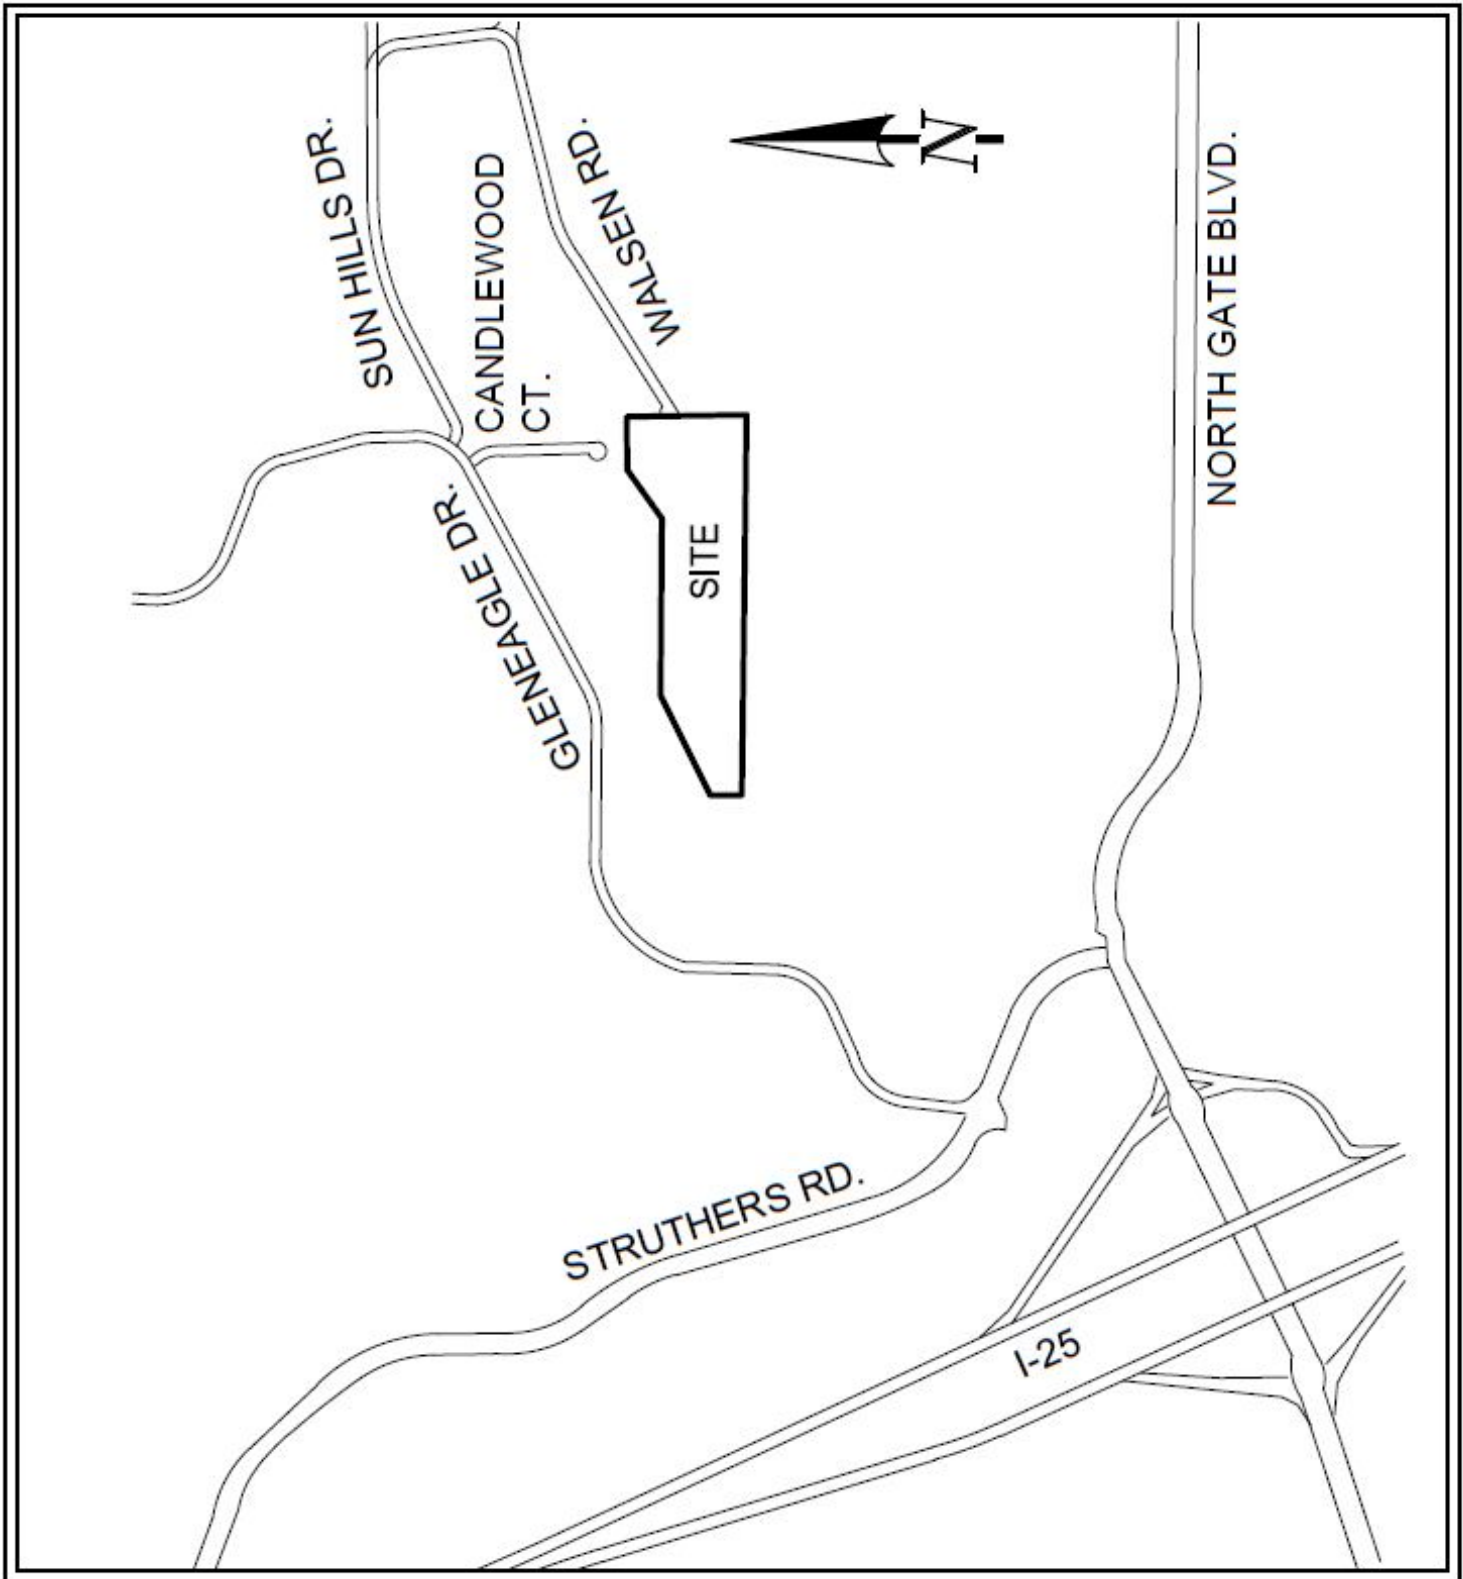 SUN HILLS DR.
CANDLEWOOD
CT.
WALSEN RD.
N
NORTH GATE BLVD.
GLENEAGLE DR.
SITE
STRUTHERS RD.
I-25